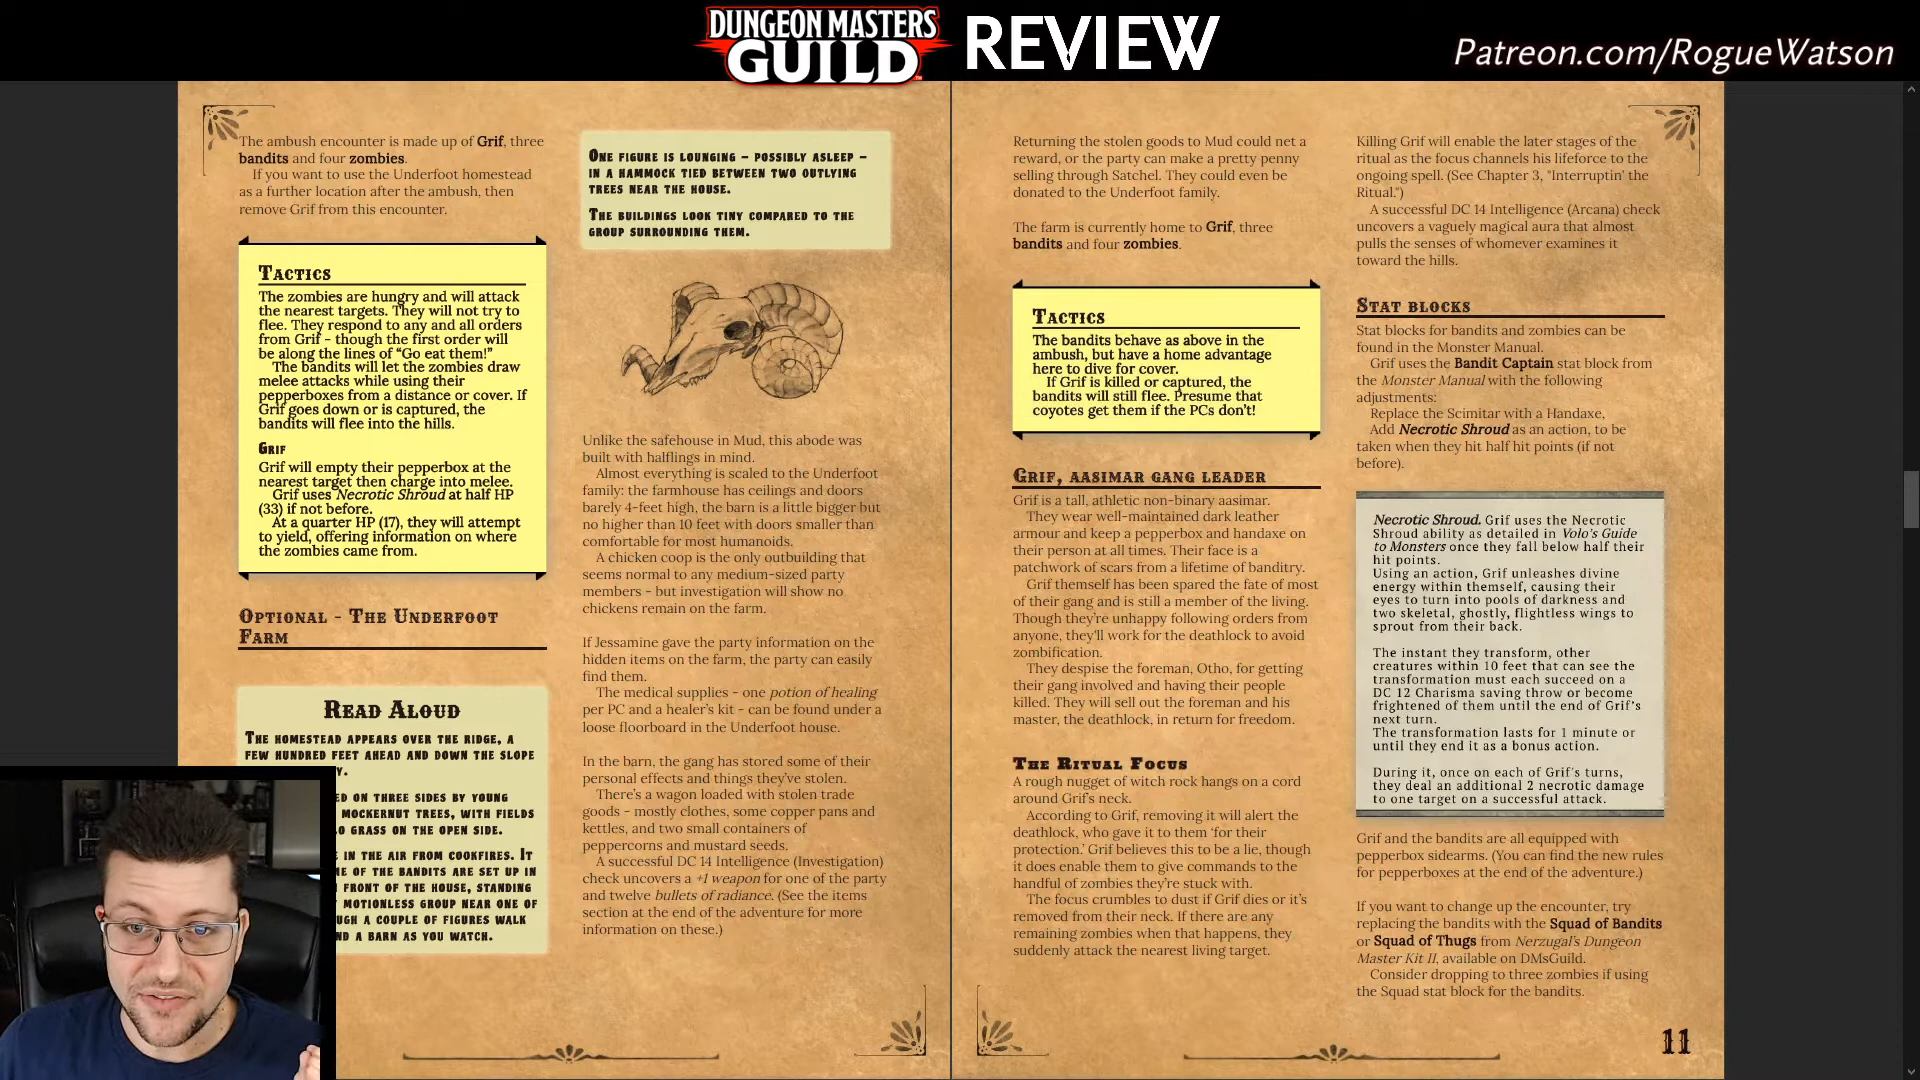 DUNGEON MASTERS
GUILD
REVIEW
Patreon.com/RogueWatson
The ambush encounter is made up of Grif, three
bandits and four zombies.
If you want to use the Underfoot homestead
as a further location after the ambush, then
remove Grif from this encounter.
Tactics
The zombies are hungry and will attack
the nearest targets. They will not try to
flee. They respond to any and all orders
from Grif - though the first order will
be along the lines of “Go eat them!”
The bandits will let the zombies draw
melee attacks while using their
pepperboxes from a distance or cover. If
Grif goes down or is captured, the
bandits will flee into the hills.
Grif
Grif will empty their pepperbox at the
nearest target then charge into melee.
Grif uses Necrotic Shroud at half HP
(33) if not before.
At a quarter HP (17), they will attempt
to yield, offering information on where
the zombies came from.
Optional - The Underfoot
Farm
Read Aloud
The homestead appears over the ridge, a
few hundred feet ahead and down the slope
on three sides by young
mockernut trees, with fields
grass on the open side.
in the air from cookfires. It
of the bandits are set up in
front of the house, standing
motionless group near one of
a couple of figures walk
a barn as you watch.
One figure is lounging – possibly asleep –
in a hammock tied between two outlying
trees near the house.
The buildings look tiny compared to the
group surrounding them.
Unlike the safehouse in Mud, this abode was
built with halflings in mind.
Almost everything is scaled to the Underfoot
family: the farmhouse has ceilings and doors
barely 4-feet high, the barn is a little bigger but
no higher than 10 feet with doors smaller than
comfortable for most humanoids.
A chicken coop is the only outbuilding that
seems normal to any medium-sized party
members - but investigation will show no
chickens remain on the farm.
If Jessamine gave the party information on the
hidden items on the farm, the party can easily
find them.
The medical supplies - one potion of healing
per PC and a healer's kit - can be found under a
loose floorboard in the Underfoot house.
In the barn, the gang has stored some of their
personal effects and things they've stolen.
There's a wagon loaded with stolen trade
goods - mostly clothes, some copper pans and
kettles, and two small containers of
peppercorns and mustard seeds.
A successful DC 14 Intelligence (Investigation)
check uncovers a +1 weapon for one of the party
and twelve bullets of radiance. (See the items
section at the end of the adventure for more
information on these.)
Returning the stolen goods to Mud could net a
reward, or the party can make a pretty penny
selling through Satchel. They could even be
donated to the Underfoot family.
The farm is currently home to Grif, three
bandits and four zombies.
Tactics
The bandits behave as above in the
ambush, but have a home advantage
here to dive for cover.
If Grif is killed or captured, the
bandits will still flee. Presume that
coyotes get them if the PCs don't!
Grif, aasimar gang leader
Grif is a tall, athletic non-binary aasimar.
They wear well-maintained dark leather
armour and keep a pepperbox and handaxe on
their person at all times. Their face is a
patchwork of scars from a lifetime of banditry.
Grif themself has been spared the fate of most
of their gang and is still a member of the living.
Though they're unhappy following orders from
anyone, they'll work for the deathlock to avoid
zombification.
They despise the foreman, Otho, for getting
their gang involved and having their people
killed. They will sell out the foreman and his
master, the deathlock, in return for freedom.
The Ritual Focus
A rough nugget of witch rock hangs on a cord
around Grif's neck.
According to Grif, removing it will alert the
deathlock, who gave it to them 'for their
protection.' Grif believes this to be a lie, though
it does enable them to give commands to the
handful of zombies they're stuck with.
The focus crumbles to dust if Grif dies or it's
removed from their neck. If there are any
remaining zombies when that happens, they
suddenly attack the nearest living target.
Killing Grif will enable the later stages of the
ritual as the focus channels his lifeforce to the
ongoing spell. (See Chapter 3, "Interruptin' the
Ritual.")
A successful DC 14 Intelligence (Arcana) check
uncovers a vaguely magical aura that almost
pulls the senses of whomever examines it
toward the hills.
Stat blocks
Stat blocks for bandits and zombies can be
found in the Monster Manual.
Grif uses the Bandit Captain stat block from
the Monster Manual with the following
adjustments:
Replace the Scimitar with a Handaxe,
Add Necrotic Shroud as an action, to be
taken when they hit half hit points (if not
before).
Necrotic Shroud. Grif uses the Necrotic
Shroud ability as detailed in Volo's Guide
to Monsters once they fall below half their
hit points.
Using an action, Grif unleashes divine
energy within themself, causing their
eyes to turn into pools of darkness and
two skeletal, ghostly, flightless wings to
sprout from their back.
The instant they transform, other
creatures within 10 feet that can see the
transformation must each succeed on a
DC 12 Charisma saving throw or become
frightened of them until the end of Grif's
next turn.
The transformation lasts for 1 minute or
until they end it as a bonus action.
During it, once on each of Grif's turns,
they deal an additional 2 necrotic damage
to one target on a successful attack.
Grif and the bandits are all equipped with
pepperbox sidearms. (You can find the new rules
for pepperboxes at the end of the adventure.)
If you want to change up the encounter, try
replacing the bandits with the Squad of Bandits
or Squad of Thugs from Nerzugal's Dungeon
Master Kit II, available on DMsGuild.
Consider dropping to three zombies if using
the Squad stat block for the bandits.
11